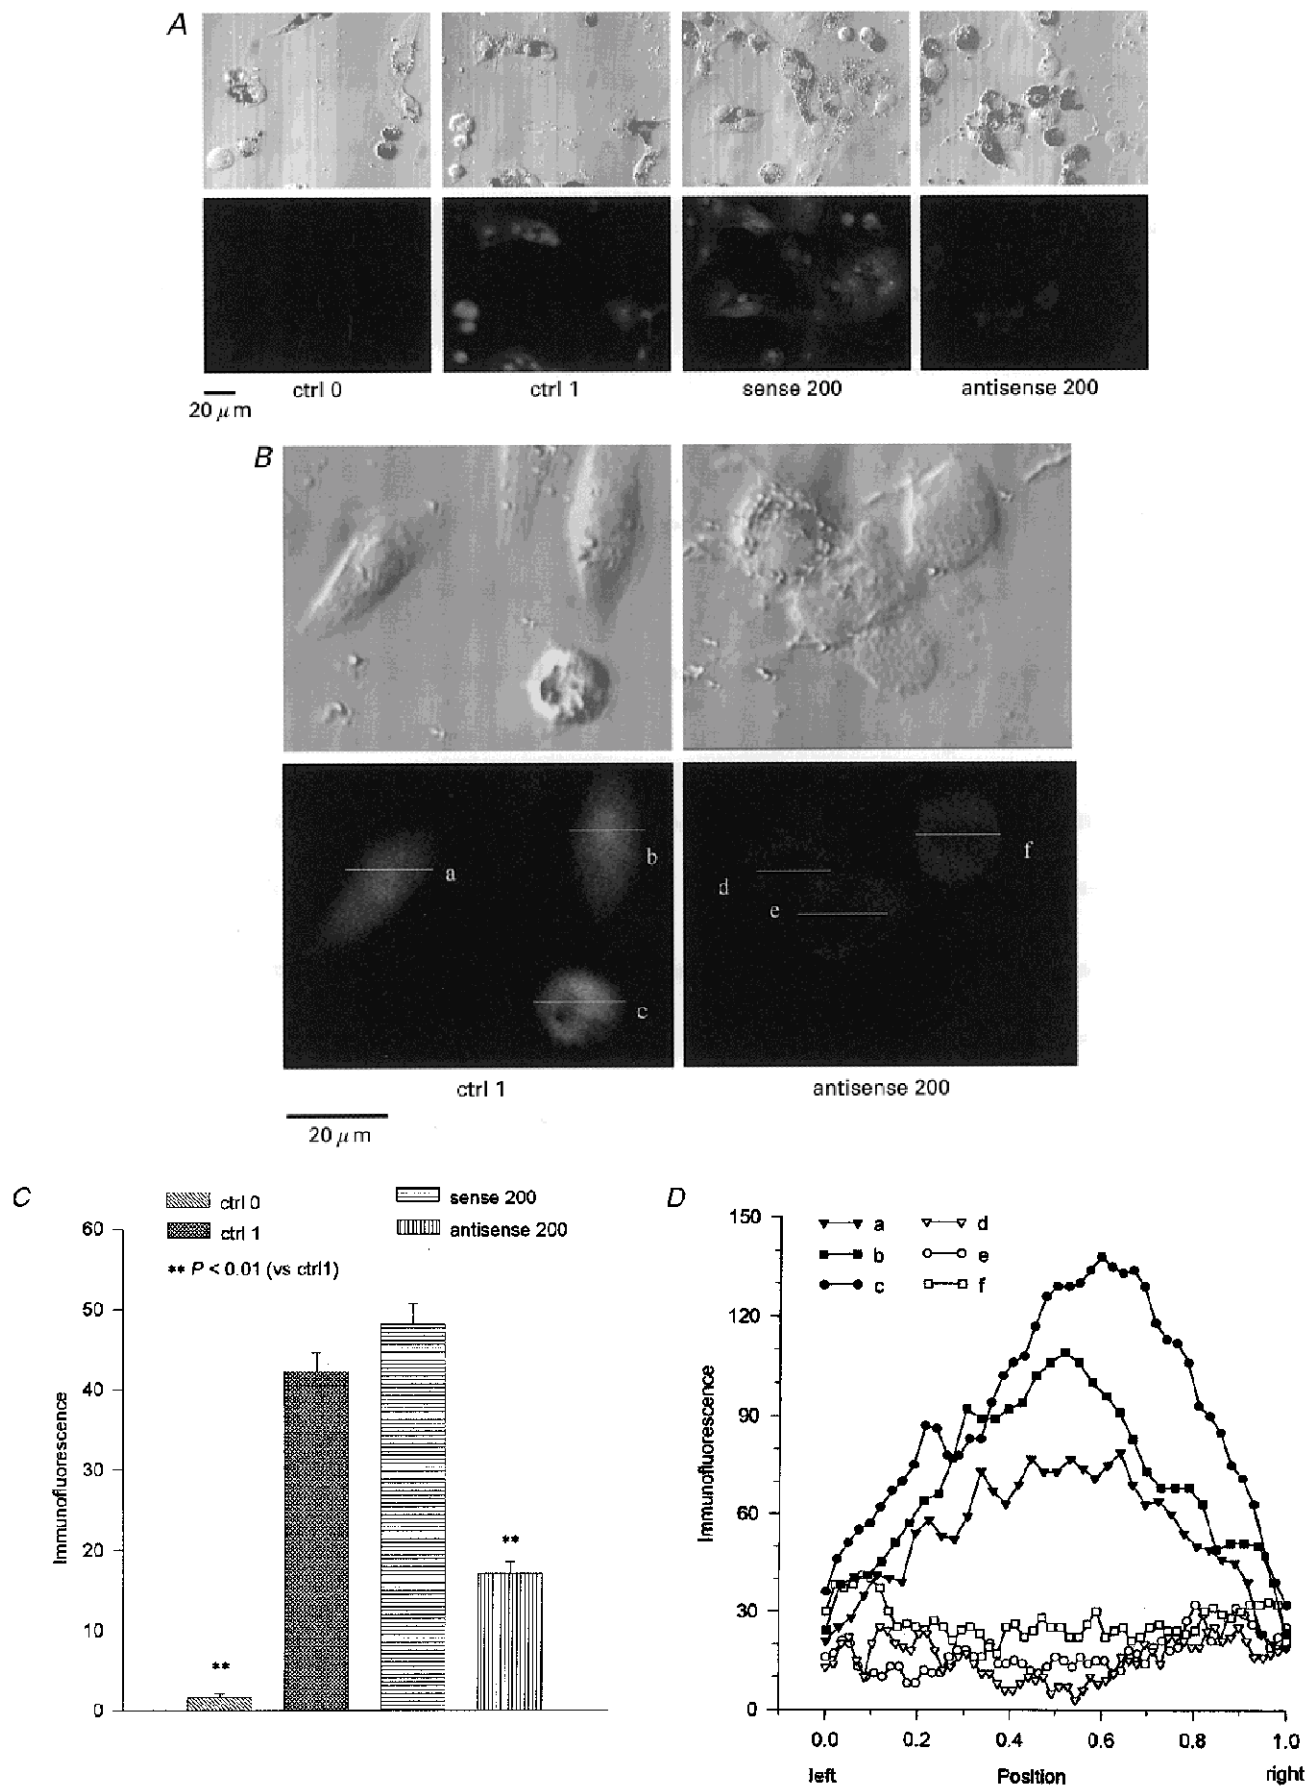 A
ctrl 0
ctrl 1
sense 200
antisense 200
20 μm
B
a
b
c
d
e
f
ctrl 1
antisense 200
20 μm
C
ctrl 0
ctrl 1
sense 200
antisense 200
** P < 0.01 (vs ctrl1)
60
50
40
30
20
10
0
Immunofluorescence
**
**
D
a
b
c
d
e
f
150
120
90
60
30
0
Immunofluorescence
0.0
0.2
0.4
0.6
0.8
1.0
left
Position
right